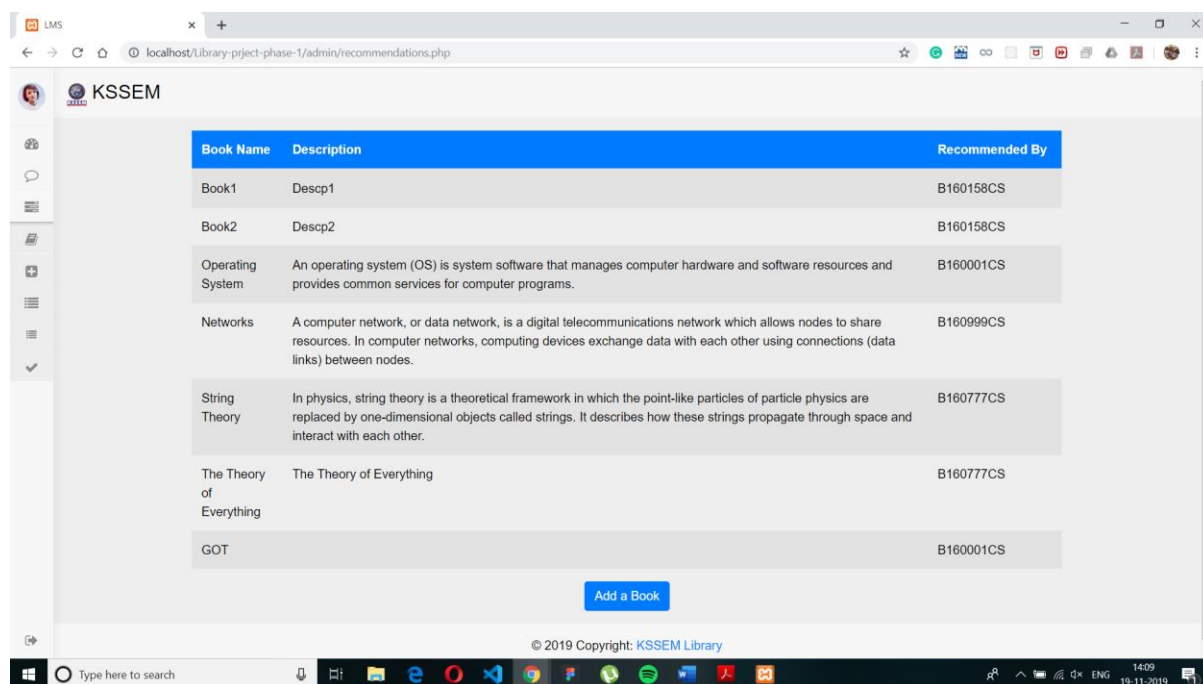 LMS
localhost/Library-prject-phase-1/admin/recommendations.php
KSSEM
Book Name Description Recommended By
Book1 Descp1 B160158CS
Book2 Descp2 B160158CS
Operating An operating system (OS) is system software that manages computer hardware and software resources and B160001CS
System provides common services for computer programs.
Networks A computer network, or data network, is a digital telecommunications network which allows nodes to share B160999CS
resources. In computer networks, computing devices exchange data with each other using connections (data
links) between nodes.
String In physics, string theory is a theoretical framework in which the point-like particles of particle physics are B160777CS
Theory replaced by one-dimensional objects called strings. It describes how these strings propagate through space and
interact with each other.
The Theory The Theory of Everything B160777CS
of
Everything
GOT B160001CS
Add a Book
© 2019 Copyright: KSSEM Library
Type here to search ENG 14:09
19-11-2019